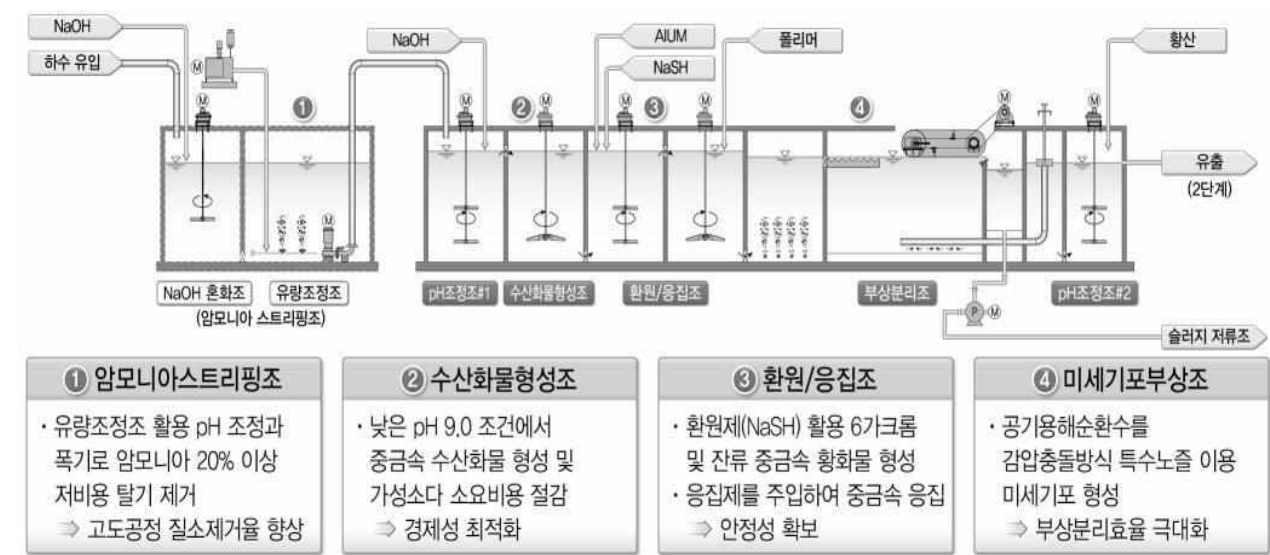 NaOH
하수 유입
NaOH
AlUM
NaSH
폴리머
황산
M
M
M
M
M
M
M
M
M
M
1
2
3
4
유출
(2단계)
NaOH 혼화조
유량조정조
(암모니아 스트리핑조)
pH조정조#1
수산화물형성조
환원/응집조
부상분리조
pH조정조#2
P
M
슬러지 저류조
1 암모니아스트리핑조
· 유량조정조 활용 pH 조정과
폭기로 암모니아 20% 이상
저비용 탈기 제거
⇒ 고도공정 질소제거율 향상
2 수산화물형성조
· 낮은 pH 9.0 조건에서
중금속 수산화물 형성 및
가성소다 소요비용 절감
⇒ 경제성 최적화
3 환원/응집조
· 환원제(NaSH) 활용 6가크롬
및 잔류 중금속 황화물 형성
· 응집제를 주입하여 중금속 응집
⇒ 안정성 확보
4 미세기포부상조
· 공기용해순환수를
감압충돌방식 특수노즐 이용
미세기포 형성
⇒ 부상분리효율 극대화